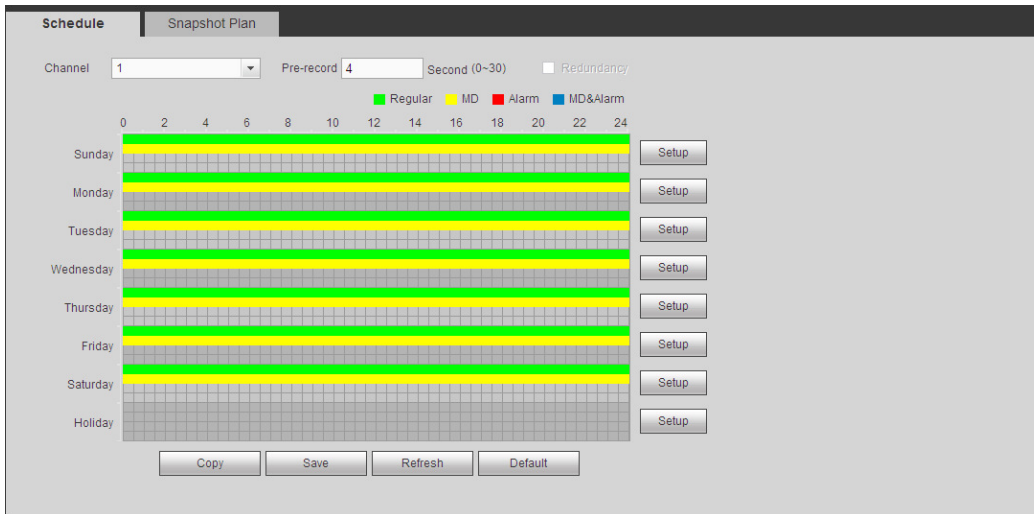 Schedule Snapshot Plan
Channel 1 Pre-record 4 Second (0~30) Redundancy
Regular MD Alarm MD&Alarm
0 2 4 6 8 10 12 14 16 18 20 22 24
Sunday Setup
Monday Setup
Tuesday Setup
Wednesday Setup
Thursday Setup
Friday Setup
Saturday Setup
Holiday Setup
Copy Save Refresh Default